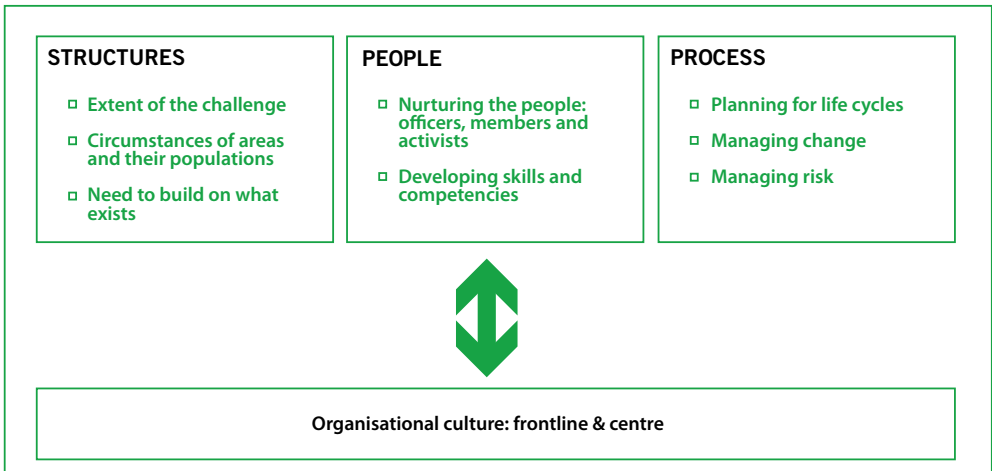 STRUCTURES
Extent of the challenge
Circumstances of areas
and their populations
Need to build on what
exists
PEOPLE
Nurturing the people:
officers, members and
activists
Developing skills and
competencies
PROCESS
Planning for life cycles
Managing change
Managing risk
Organisational culture: frontline & centre